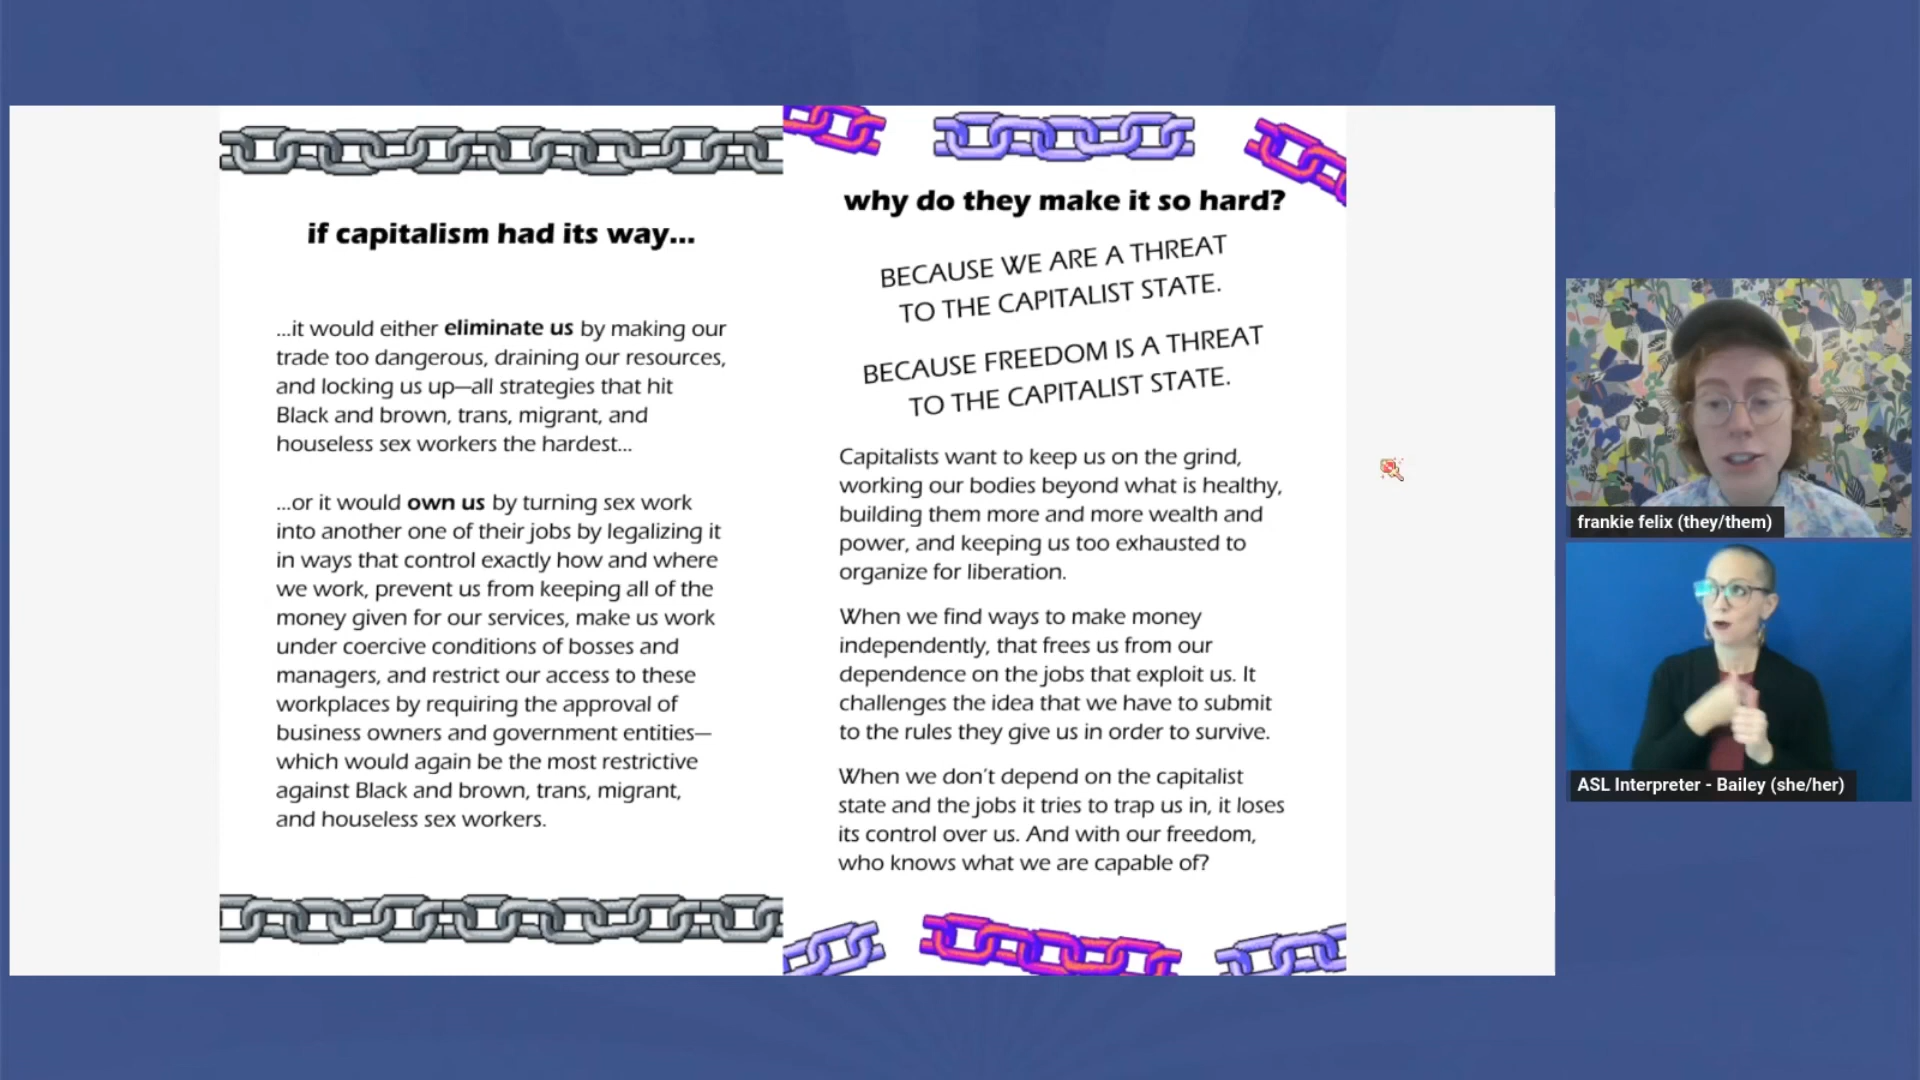 if capitalism had its way...
...it would either eliminate us by making our
trade too dangerous, draining our resources,
and locking us up—all strategies that hit
Black and brown, trans, migrant, and
houseless sex workers the hardest...
...or it would own us by turning sex work
into another one of their jobs by legalizing it
in ways that control exactly how and where
we work, prevent us from keeping all of the
money given for our services, make us work
under coercive conditions of bosses and
managers, and restrict our access to these
workplaces by requiring the approval of
business owners and government entities—
which would again be the most restrictive
against Black and brown, trans, migrant,
and houseless sex workers.
why do they make it so hard?
BECAUSE WE ARE A THREAT
TO THE CAPITALIST STATE.
BECAUSE FREEDOM IS A THREAT
TO THE CAPITALIST STATE.
Capitalists want to keep us on the grind,
working our bodies beyond what is healthy,
building them more and more wealth and
power, and keeping us too exhausted to
organize for liberation.
When we find ways to make money
independently, that frees us from our
dependence on the jobs that exploit us. It
challenges the idea that we have to submit
to the rules they give us in order to survive.
When we don't depend on the capitalist
state and the jobs it tries to trap us in, it loses
its control over us. And with our freedom,
who knows what we are capable of?
frankie felix (they/them)
ASL Interpreter - Bailey (she/her)